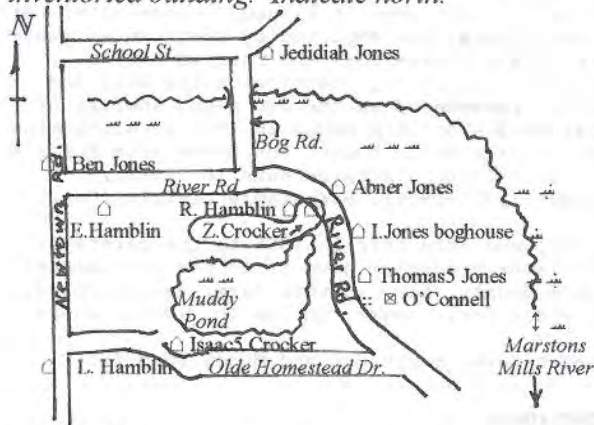 inventoried building. Indicate north.
N
School St
Jedidiah Jones
Bog Rd.
Ben Jones
River Rd
Abner Jones
R. Hamblin
E.Hamblin
Z.Crocker
I.Jones boghouse
River Rd.
Newtown Rd.
Thomas5 Jones
O'Connell
Muddy
Pond
Isaac5 Crocker
Marstons
Mills River
L. Hamblin
Olde Homestead Dr.